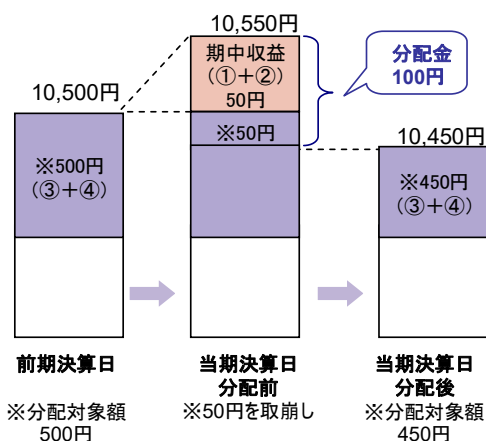 10,550円
期中収益
(①+②)
50円
分配金
100円
10,500円
※50円
10,450円
※500円
(③+④)
※450円
(③+④)
前期決算日
当期決算日
分配前
当期決算日
分配後
※分配対象額
500円
※50円を取崩し
※分配対象額
450円